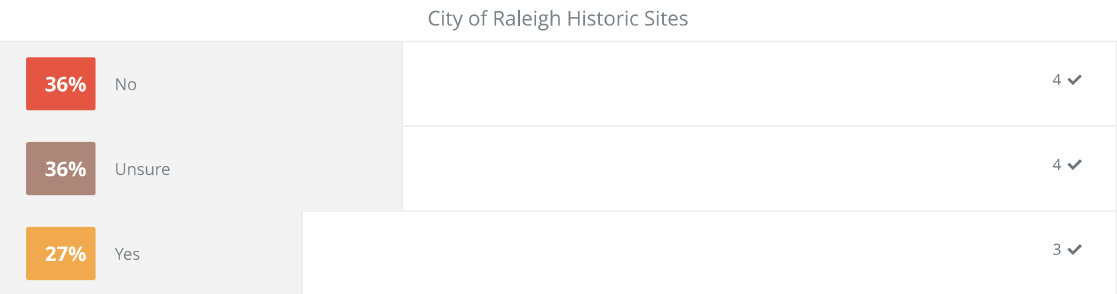 City of Raleigh Historic Sites
36% No 4 ✔
36% Unsure 4 ✔
27% Yes 3 ✔